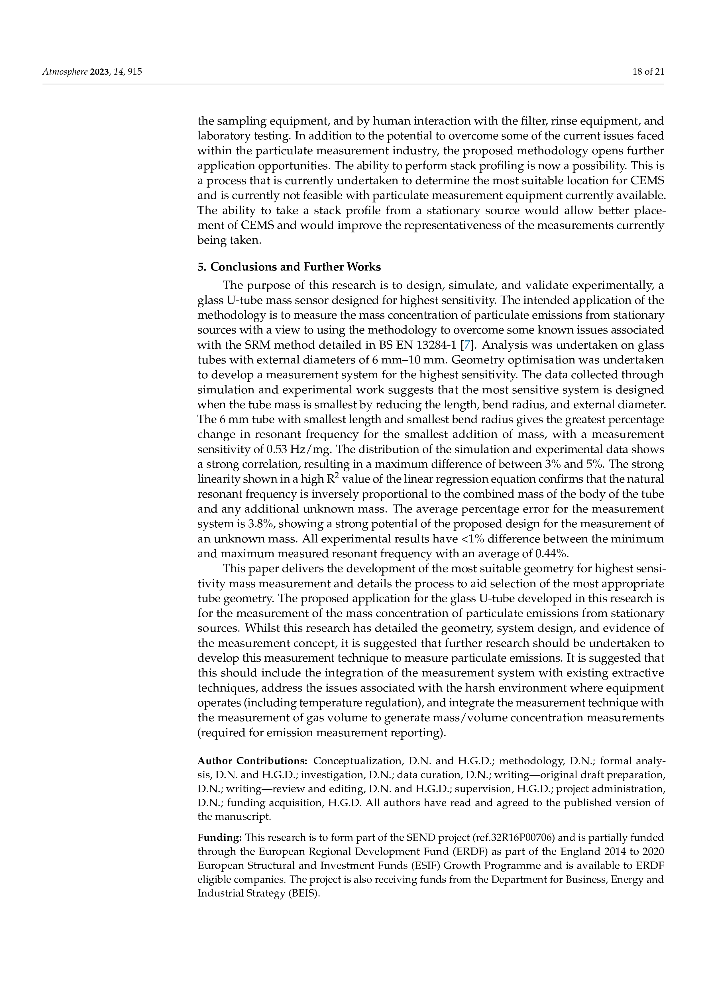 Atmosphere 2023, 14, 915
18 of 21
the sampling equipment, and by human interaction with the filter, rinse equipment, and
laboratory testing. In addition to the potential to overcome some of the current issues faced
within the particulate measurement industry, the proposed methodology opens further
application opportunities. The ability to perform stack profiling is now a possibility. This is
a process that is currently undertaken to determine the most suitable location for CEMS
and is currently not feasible with particulate measurement equipment currently available.
The ability to take a stack profile from a stationary source would allow better place-
ment of CEMS and would improve the representativeness of the measurements currently
being taken.
5. Conclusions and Further Works
The purpose of this research is to design, simulate, and validate experimentally, a
glass U-tube mass sensor designed for highest sensitivity. The intended application of the
methodology is to measure the mass concentration of particulate emissions from stationary
sources with a view to using the methodology to overcome some known issues associated
with the SRM method detailed in BS EN 13284-1 [7]. Analysis was undertaken on glass
tubes with external diameters of 6 mm–10 mm. Geometry optimisation was undertaken
to develop a measurement system for the highest sensitivity. The data collected through
simulation and experimental work suggests that the most sensitive system is designed
when the tube mass is smallest by reducing the length, bend radius, and external diameter.
The 6 mm tube with smallest length and smallest bend radius gives the greatest percentage
change in resonant frequency for the smallest addition of mass, with a measurement
sensitivity of 0.53 Hz/mg. The distribution of the simulation and experimental data shows
a strong correlation, resulting in a maximum difference of between 3% and 5%. The strong
linearity shown in a high R² value of the linear regression equation confirms that the natural
resonant frequency is inversely proportional to the combined mass of the body of the tube
and any additional unknown mass. The average percentage error for the measurement
system is 3.8%, showing a strong potential of the proposed design for the measurement of
an unknown mass. All experimental results have <1% difference between the minimum
and maximum measured resonant frequency with an average of 0.44%.
This paper delivers the development of the most suitable geometry for highest sensi-
tivity mass measurement and details the process to aid selection of the most appropriate
tube geometry. The proposed application for the glass U-tube developed in this research is
for the measurement of the mass concentration of particulate emissions from stationary
sources. Whilst this research has detailed the geometry, system design, and evidence of
the measurement concept, it is suggested that further research should be undertaken to
develop this measurement technique to measure particulate emissions. It is suggested that
this should include the integration of the measurement system with existing extractive
techniques, address the issues associated with the harsh environment where equipment
operates (including temperature regulation), and integrate the measurement technique with
the measurement of gas volume to generate mass/volume concentration measurements
(required for emission measurement reporting).
Author Contributions: Conceptualization, D.N. and H.G.D.; methodology, D.N.; formal analy-
sis, D.N. and H.G.D.; investigation, D.N.; data curation, D.N.; writing—original draft preparation,
D.N.; writing—review and editing, D.N. and H.G.D.; supervision, H.G.D.; project administration,
D.N.; funding acquisition, H.G.D. All authors have read and agreed to the published version of
the manuscript.
Funding: This research is to form part of the SEND project (ref.32R16P00706) and is partially funded
through the European Regional Development Fund (ERDF) as part of the England 2014 to 2020
European Structural and Investment Funds (ESIF) Growth Programme and is available to ERDF
eligible companies. The project is also receiving funds from the Department for Business, Energy and
Industrial Strategy (BEIS).